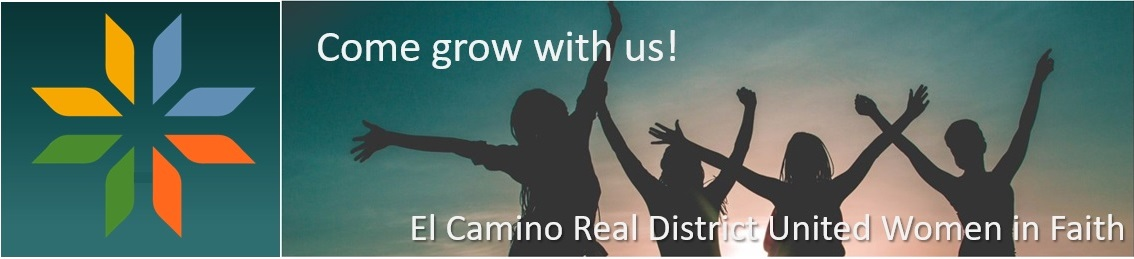 Come grow with us!
El Camino Real District United Women in Faith